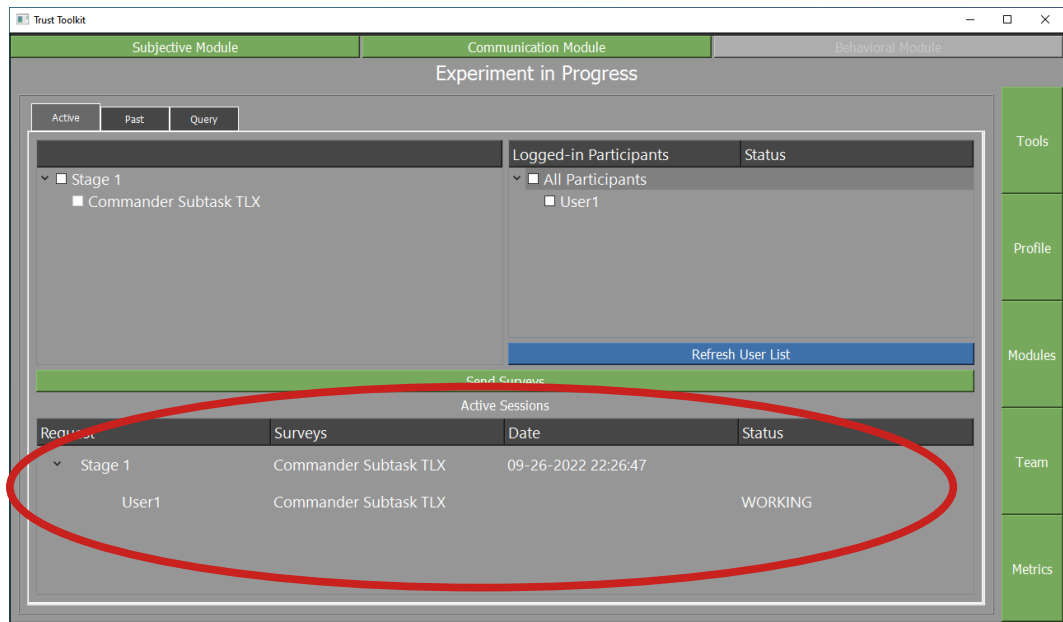 Trust Toolkit
Subjective Module Communication Module Behavioral Module
Experiment in Progress
Active Past Query
Tools
Logged-in Participants Status
Stage 1
Commander Subtask TLX
All Participants
User1
Profile
Refresh User List
Modules
Send Surveys
Active Sessions
Request Surveys Date Status
Stage 1 Commander Subtask TLX 09-26-2022 22:26:47
Team
User1 Commander Subtask TLX WORKING
Metrics